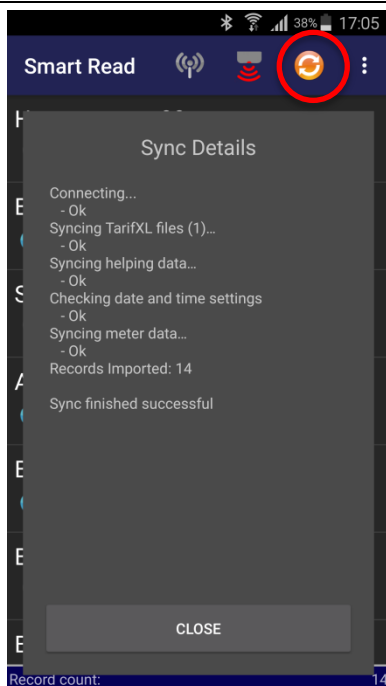 38% 17:05
Smart Read
H
Sync Details
Connecting...
- Ok
E
Syncing TarifXL files (1)...
- Ok
Syncing helping data...
- Ok
S
Checking date and time settings
- Ok
Syncing meter data...
- Ok
Records Imported: 14
A
Sync finished successful
E
E
CLOSE
E
Record count: 14